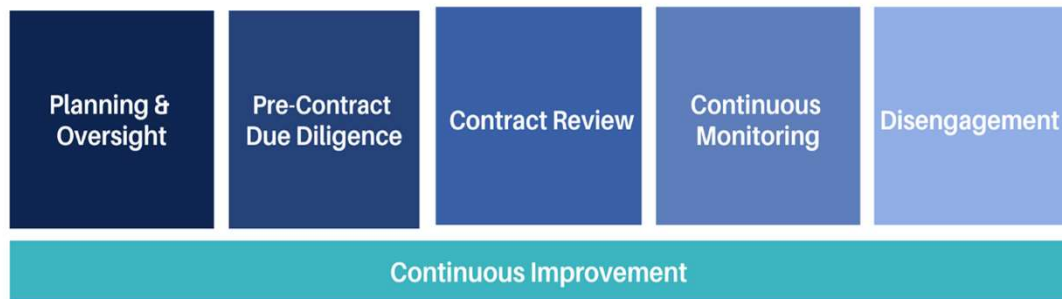 Planning &
Oversight
Pre-Contract
Due Diligence
Contract Review
Continuous
Monitoring
Disengagement
Continuous Improvement